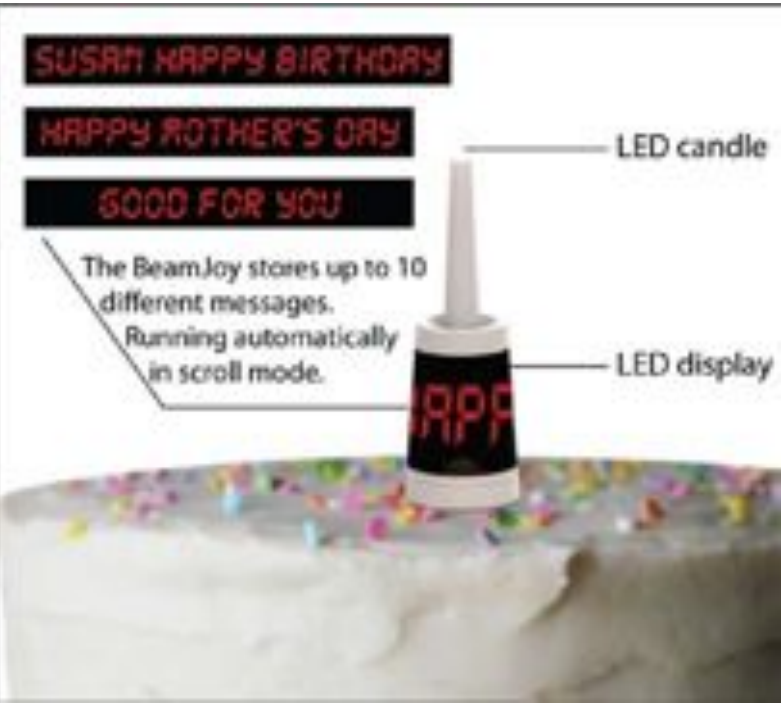 SUSAN HAPPY BIRTHDAY
HAPPY MOTHER'S DAY
GOOD FOR YOU
LED candle
The BeamJoy stores up to 10
different messages.
Running automatically
in scroll mode.
LED display
APP